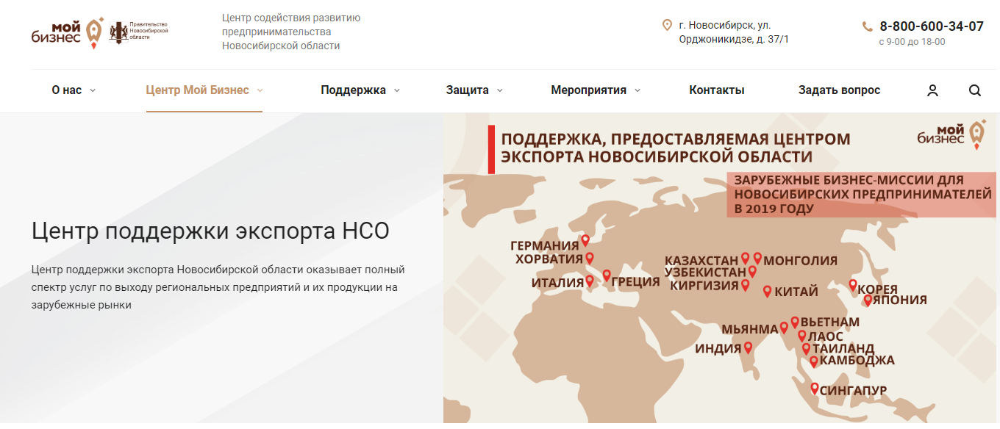 мой
бизнес
Правительство
Новосибирской
области
Центр содействия развитию
предпринимательства
Новосибирской области
г. Новосибирск, ул.
Орджоникидзе, д. 37/1
8-800-600-34-07
с 9-00 до 18-00
О нас
Центр Мой Бизнес
Поддержка
Защита
Мероприятия
Контакты
Задать вопрос
Центр поддержки экспорта НСО
Центр поддержки экспорта Новосибирской области оказывает полный
спектр услуг по выходу региональных предприятий и их продукции на
зарубежные рынки
ПОДДЕРЖКА, ПРЕДОСТАВЛЯЕМАЯ ЦЕНТРОМ
ЭКСПОРТА НОВОСИБИРСКОЙ ОБЛАСТИ
мой
бизнес
ЗАРУБЕЖНЫЕ БИЗНЕС-МИССИИ ДЛЯ
НОВОСИБИРСКИХ ПРЕДПРИНИМАТЕЛЕЙ
В 2019 ГОДУ
ГЕРМАНИЯ
ХОРВАТИЯ
ИТАЛИЯ
ГРЕЦИЯ
КАЗАХСТАН
МОНГОЛИЯ
УЗБЕКИСТАН
КИРГИЗИЯ
КИТАЙ
КОРЕЯ
ЯПОНИЯ
МЬЯНМА
ВЬЕТНАМ
ЛАОС
ИНДИЯ
ТАИЛАНД
КАМБОДЖА
СИНГАПУР